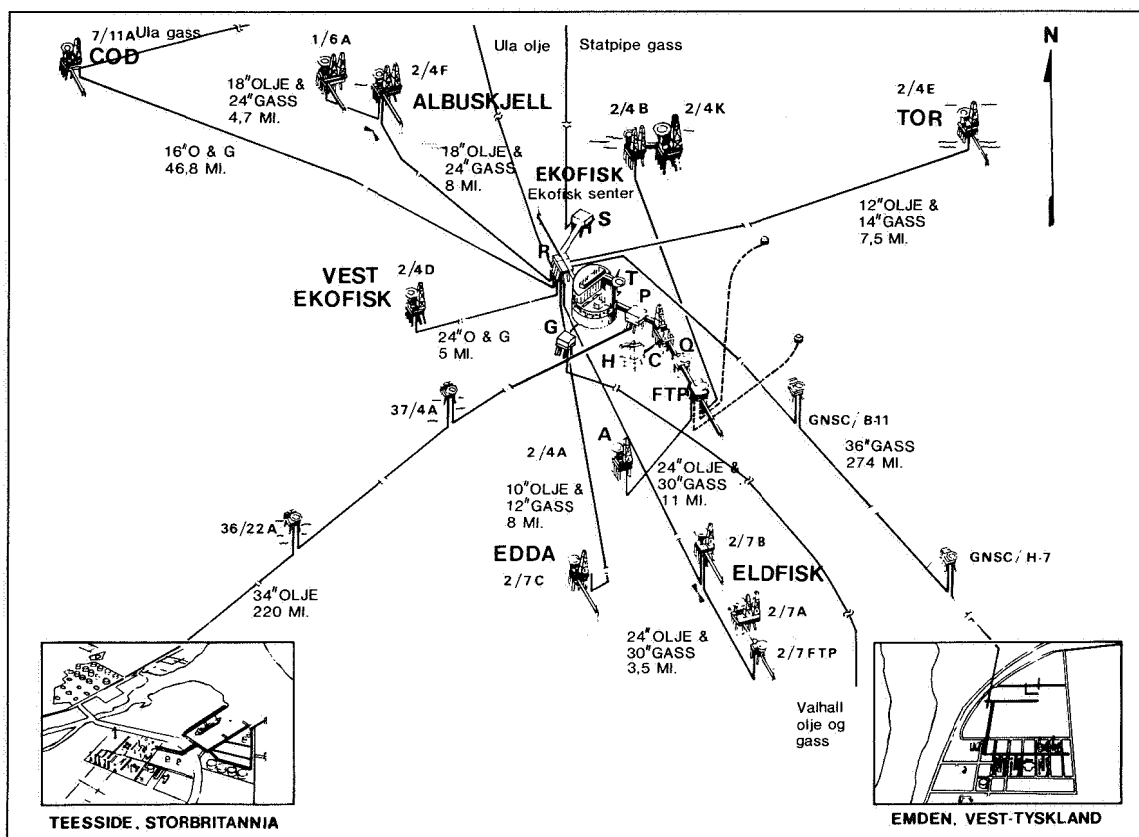 7/11A
Ula gass
COD
1/6A
2/4F
ALBUSKJELL
18"OLJE &
24"GASS
4,7 MI.
Ula olje
Statpipe gass
2/4B
2/4K
2/4E
TOR
N
16"O & G
46,8 MI.
18"OLJE &
24"GASS
8 MI.
EKOFISK
Ekofisk senter
S
R
T
P
G
H
C
Q
FTP
12"OLJE &
14"GASS
7,5 MI.
VEST
2/4D
EKOFISK
24"O & G
5 MI.
37/4A
A
2/4A
GNSC/B-11
36"GASS
274 MI.
24"OLJE &
30"GASS
11 MI.
10"OLJE &
12"GASS
8 MI.
36/22A
EDDA
2/7C
2/7B
ELDFISK
2/7A
2/7FTP
GNSC/H-7
34"OLJE
220 MI.
24"OLJE &
30"GASS
3,5 MI.
Valhall
olje og
gass
TEESSIDE, STORBRITANNIA
EMDEN, VEST-TYSKLAND